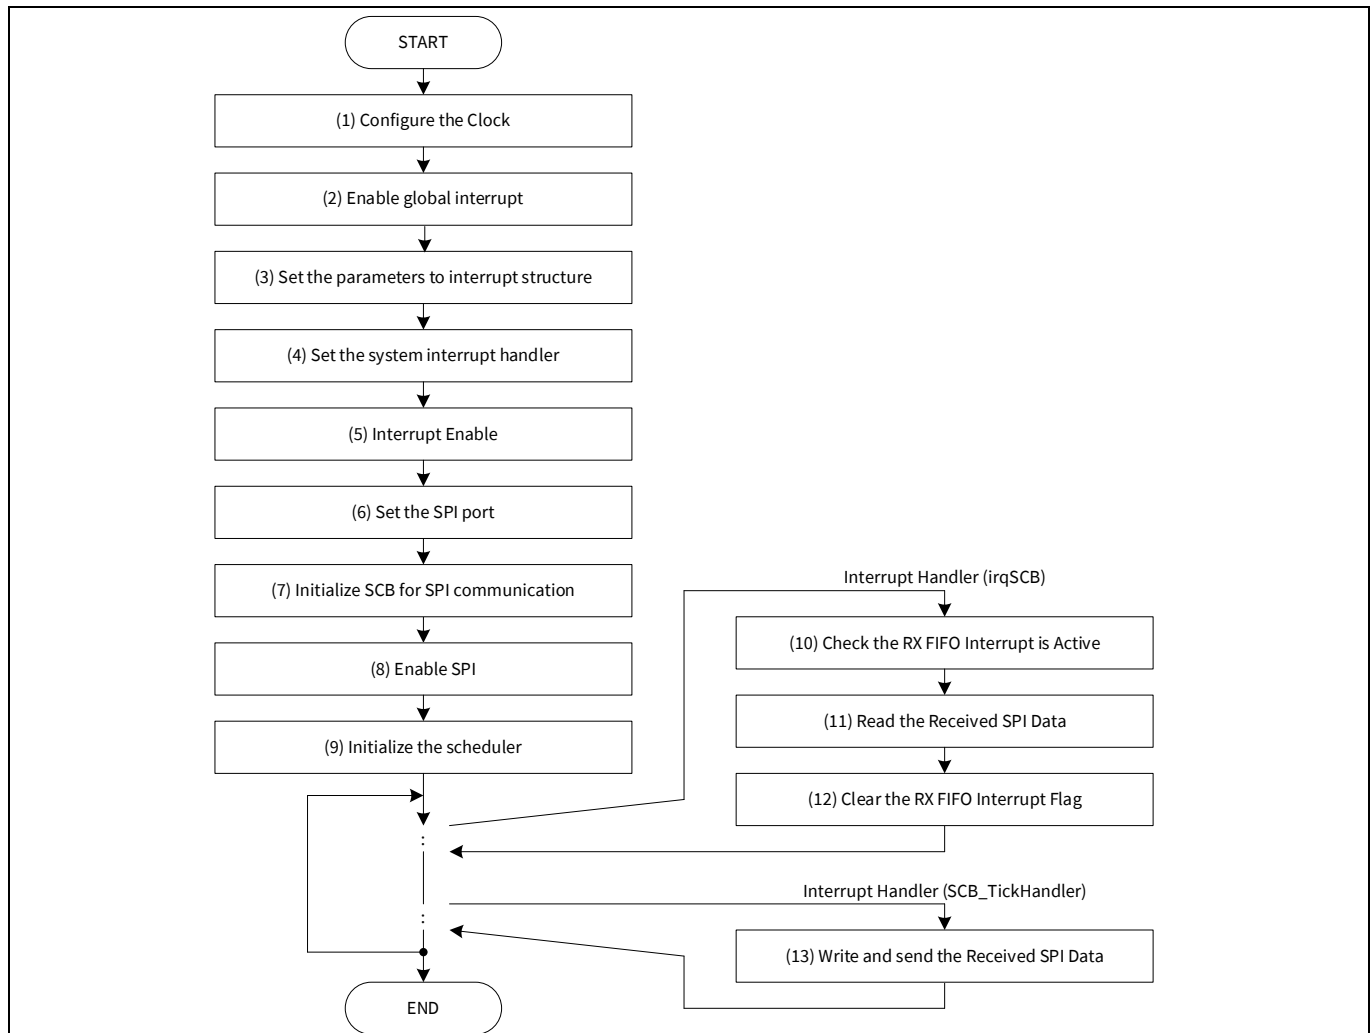 START
(1) Configure the Clock
(2) Enable global interrupt
(3) Set the parameters to interrupt structure
(4) Set the system interrupt handler
(5) Interrupt Enable
(6) Set the SPI port
(7) Initialize SCB for SPI communication
(8) Enable SPI
(9) Initialize the scheduler
Interrupt Handler (irqSCB)
(10) Check the RX FIFO Interrupt is Active
(11) Read the Received SPI Data
(12) Clear the RX FIFO Interrupt Flag
:
Interrupt Handler (SCB_TickHandler)
:
(13) Write and send the Received SPI Data
END